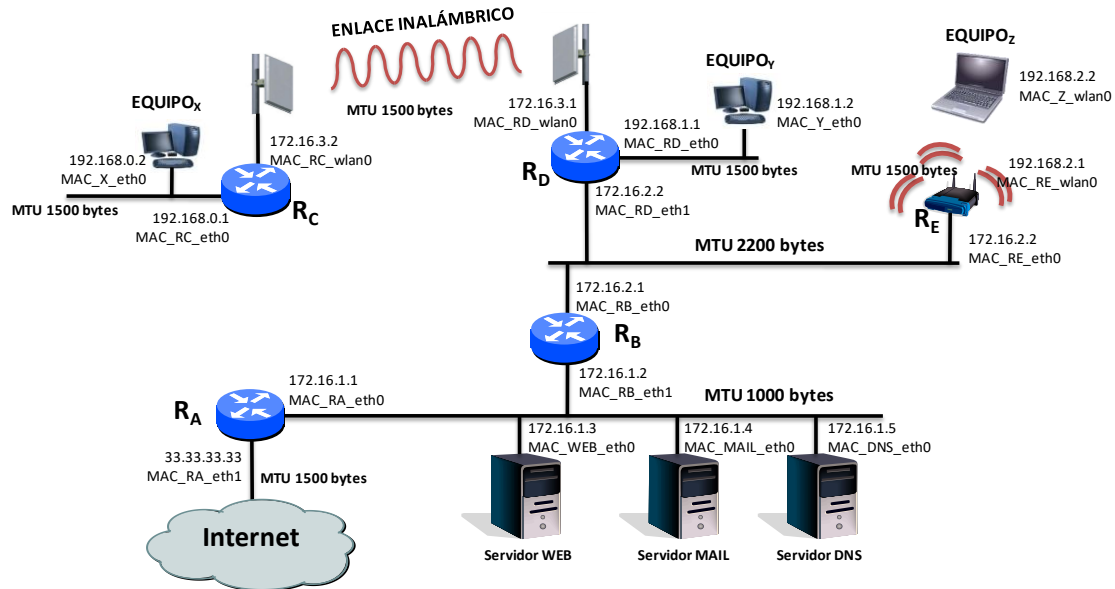 ENLACE INALÁMBRICO
MTU 1500 bytes
EQUIPOX
192.168.0.2
MAC_X_eth0
MTU 1500 bytes
192.168.0.1
MAC_RC_eth0
172.16.3.2
MAC_RC_wlan0
RC
172.16.3.1
MAC_RD_wlan0
EQUIPOY
192.168.1.2
MAC_Y_eth0
192.168.1.1
MAC_RD_eth0
MTU 1500 bytes
RD
172.16.2.2
MAC_RD_eth1
EQUIPOZ
192.168.2.2
MAC_Z_wlan0
MTU 1500 bytes
192.168.2.1
MAC_RE_wlan0
RE
172.16.2.2
MAC_RE_eth0
MTU 2200 bytes
172.16.2.1
MAC_RB_eth0
RB
172.16.1.2
MAC_RB_eth1
172.16.1.1
MAC_RA_eth0
RA
MTU 1000 bytes
33.33.33.33
MAC_RA_eth1
MTU 1500 bytes
Internet
172.16.1.3
MAC_WEB_eth0
Servidor WEB
172.16.1.4
MAC_MAIL_eth0
Servidor MAIL
172.16.1.5
MAC_DNS_eth0
Servidor DNS